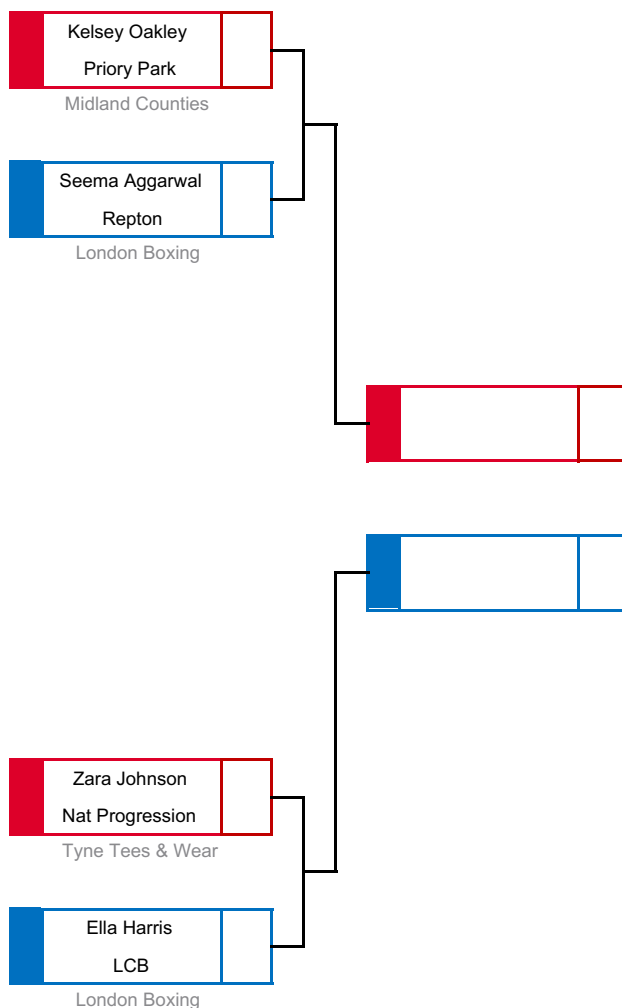 Kelsey Oakley
Priory Park
Midland Counties
Seema Aggarwal
Repton
London Boxing
Zara Johnson
Nat Progression
Tyne Tees & Wear
Ella Harris
LCB
London Boxing